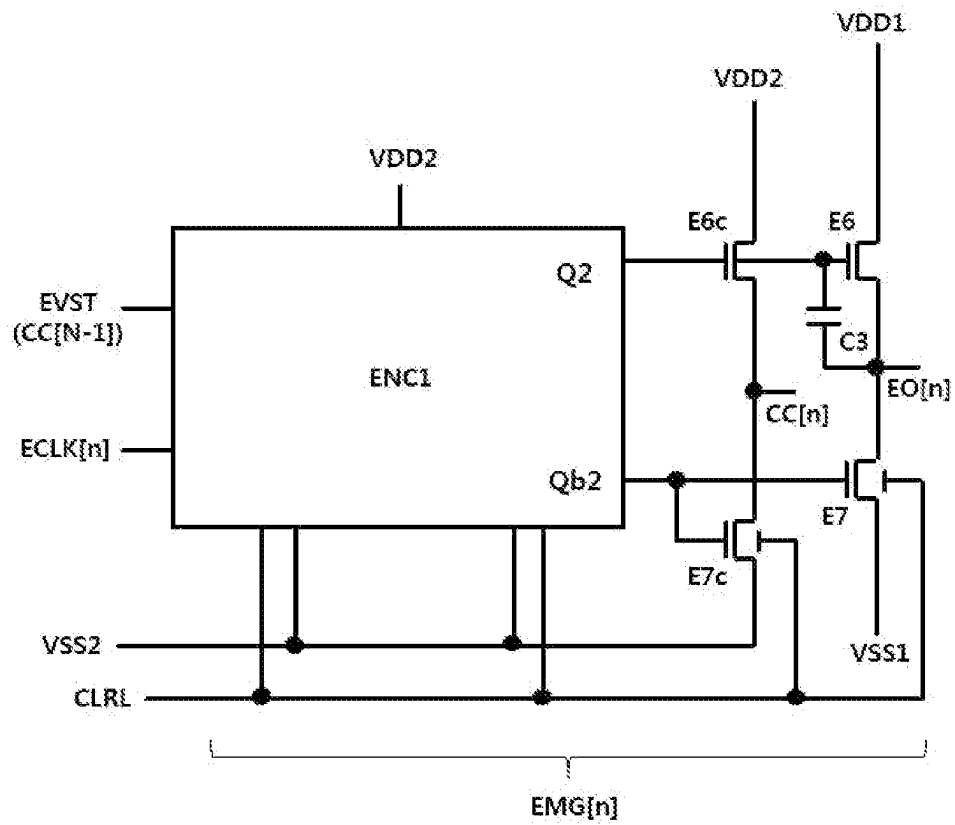 VDD1
VDD2
VDD2
E6c
E6
Q2
EVST
(CC[N-1])
C3
ENC1
EO[n]
CC[n]
ECLK[n]
Qb2
E7
E7c
VSS2
VSS1
CLRL
EMG[n]